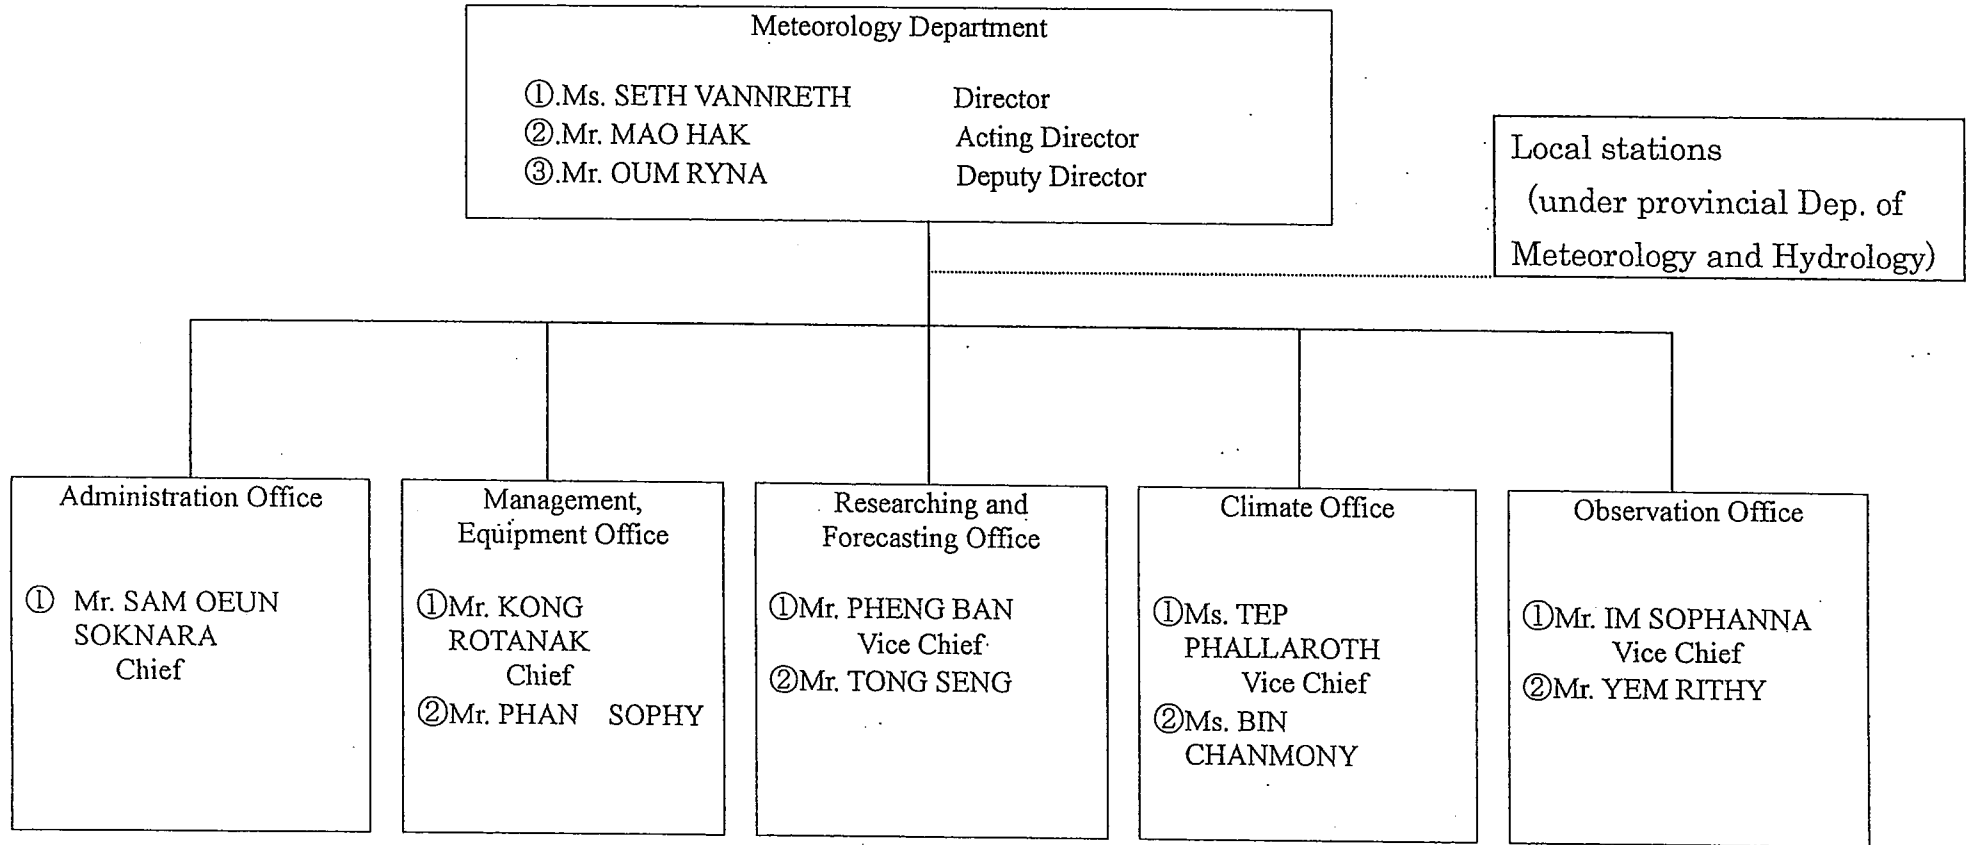 Meteorology Department
①.Ms. SETH VANNRETH Director
②.Mr. MAO HAK Acting Director
③.Mr. OUM RYNA Deputy Director
Local stations
(under provincial Dep. of
Meteorology and Hydrology)
Administration Office
① Mr. SAM OEUN
SOKNARA
Chief
Management,
Equipment Office
①Mr. KONG
ROTANAK
Chief
②Mr. PHAN SOPHY
Researching and
Forecasting Office
①Mr. PHENG BAN
Vice Chief
②Mr. TONG SENG
Climate Office
①Ms. TEP
PHALLAROTH
Vice Chief
②Ms. BIN
CHANMONY
Observation Office
①Mr. IM SOPHANNA
Vice Chief
②Mr. YEM RITHY